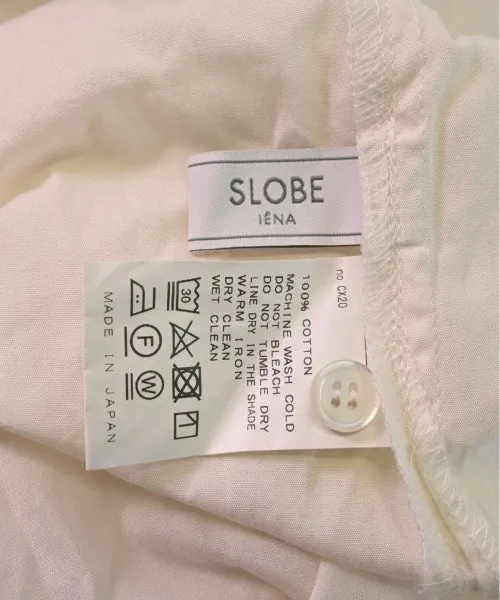 SLOBE
IÉNA
no CX20
100% COTTON
MACHINE WASH COLD
DO NOT BLEACH
DO NOT TUMBLE DRY
LINE DRY IN THE SHADE
WARM IRON
DRY CLEAN
WET CLEAN
30
F
W
MADE IN JAPAN